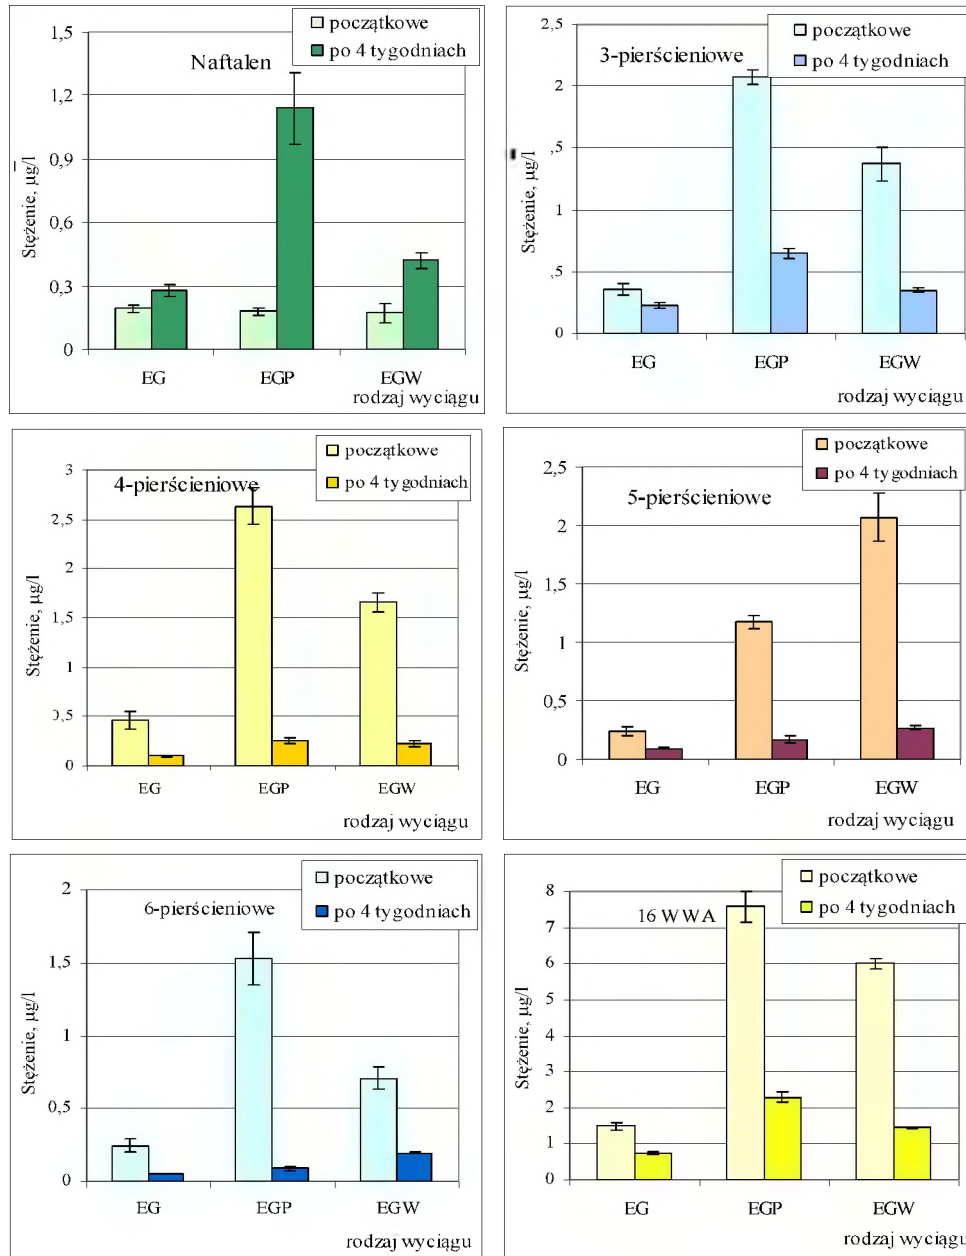 1,5
początkowe
po 4 tygodniach
Naftalen
1,2
0,9
0,6
0,3
0
Stężenie, µg/l
EG
EGP
EGW
rodzaj wyciągu
2,5
początkowe
po 4 tygodniach
3-pierścieniowe
2
,5
1
,5
0
Stężenie, µg/l
EG
EGP
EGW
rodzaj wyciągu
początkowe
po 4 tygodniach
4-pierścieniowe
3
2,5
2
1,5
1
0,5
0
Stężenie, µg/l
EG
EGP
EGW
rodzaj wyciągu
początkowe
po 4 tygodniach
5-pierścieniowe
2,5
2
1,5
1
0,5
0
Stężenie, µg/l
EG
EGP
EGW
rodzaj wyciągu
początkowe
po 4 tygodniach
6-pierścieniowe
2
1,5
1
0,5
0
Stężenie, µg/l
EG
EGP
EGW
rodzaj wyciągu
początkowe
po 4 tygodniach
16 WWA
8
7
6
5
4
3
2
1
0
Stężenie, µg/l
EG
EGP
EGW
rodzaj wyciągu